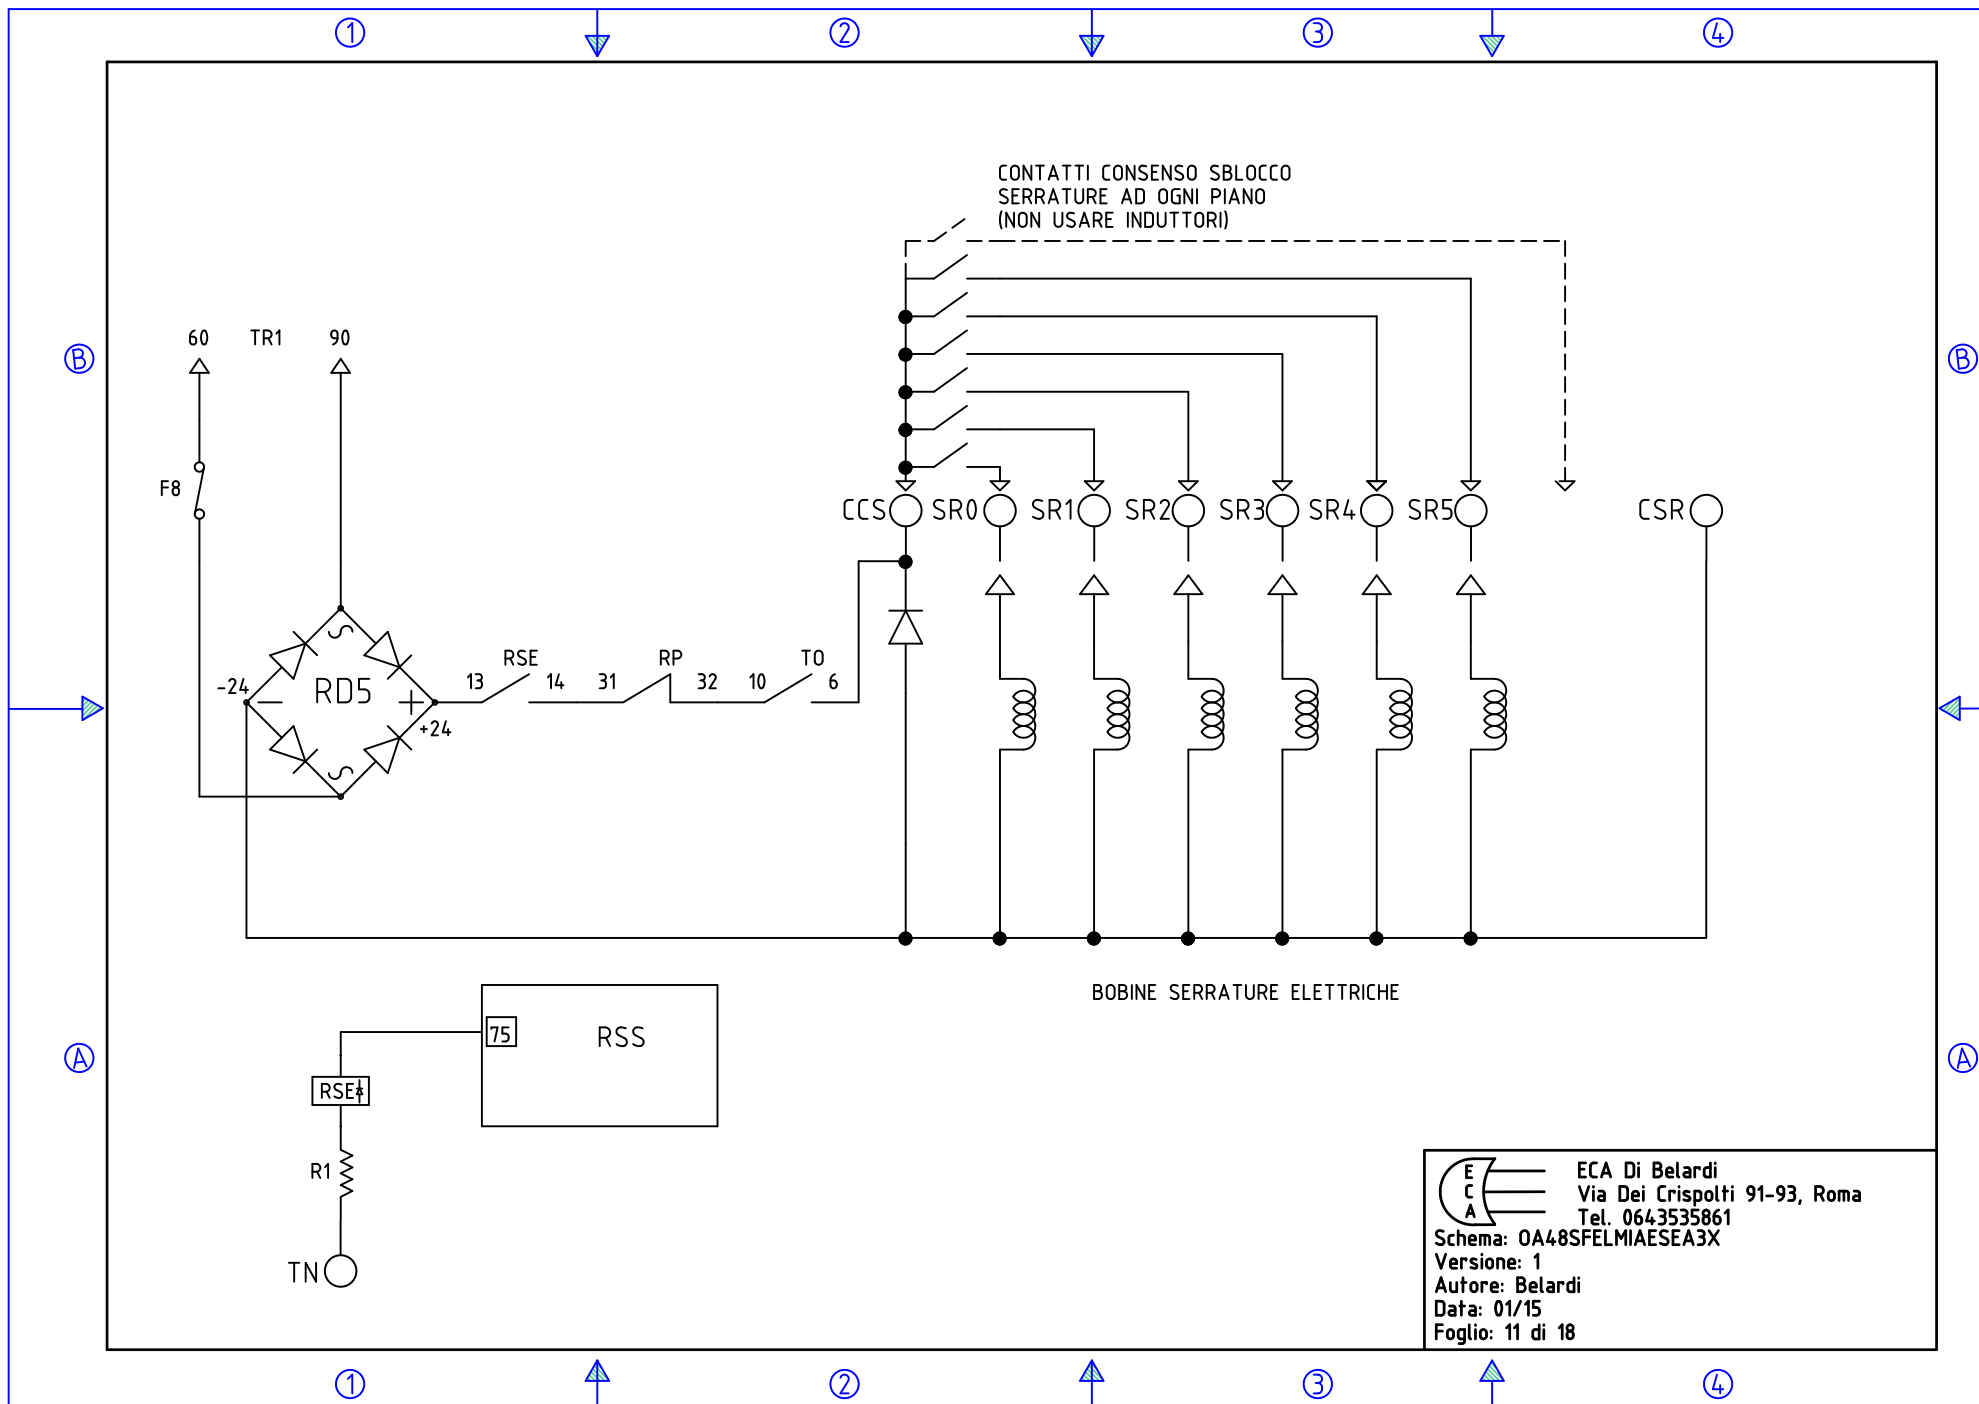 1 2 3 4
CONTATTI CONSENSO SBLOCCO
SERRATURE AD OGNI PIANO
(NON USARE INDUTTORI)
60 TR1 90
B B
F8
CCS SR0 SR1 SR2 SR3 SR4 SR5 CSR
RSE RP TO
13 14 31 32 10 6
-24 RD5
+24
BOBINE SERRATURE ELETTRICHE
75 RSS
A A
RSE
R1
TN
E
C
A
ECA Di Belardi
Via Dei Crispolti 91-93, Roma
Tel. 0643535861
Schema: OA48SFELMIAESEA3X
Versione: 1
Autore: Belardi
Data: 01/15
Foglio: 11 di 18
1 2 3 4